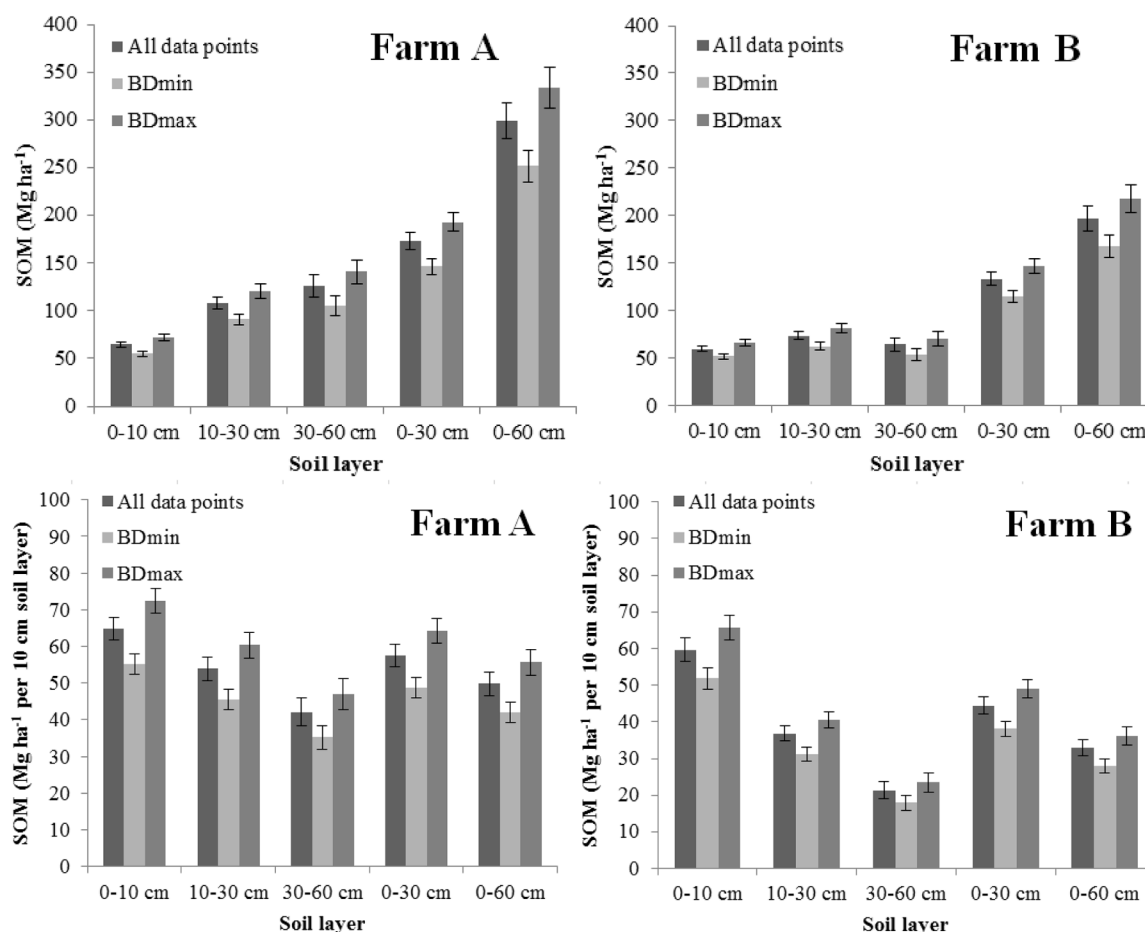 Farm A
All data points
BDmin
BDmax
SOM (Mg ha⁻¹)
400
350
300
250
200
150
100
50
0
0-10 cm 10-30 cm 30-60 cm 0-30 cm 0-60 cm
Soil layer
Farm B
All data points
BDmin
BDmax
SOM (Mg ha⁻¹)
400
350
300
250
200
150
100
50
0
0-10 cm 10-30 cm 30-60 cm 0-30 cm 0-60 cm
Soil layer
Farm A
All data points
BDmin
BDmax
SOM (Mg ha⁻¹ per 10 cm soil layer)
100
90
80
70
60
50
40
30
20
10
0
0-10 cm 10-30 cm 30-60 cm 0-30 cm 0-60 cm
Soil layer
Farm B
All data points
BDmin
BDmax
SOM (Mg ha⁻¹ per 10 cm soil layer)
100
90
80
70
60
50
40
30
20
10
0
0-10 cm 10-30 cm 30-60 cm 0-30 cm 0-60 cm
Soil layer